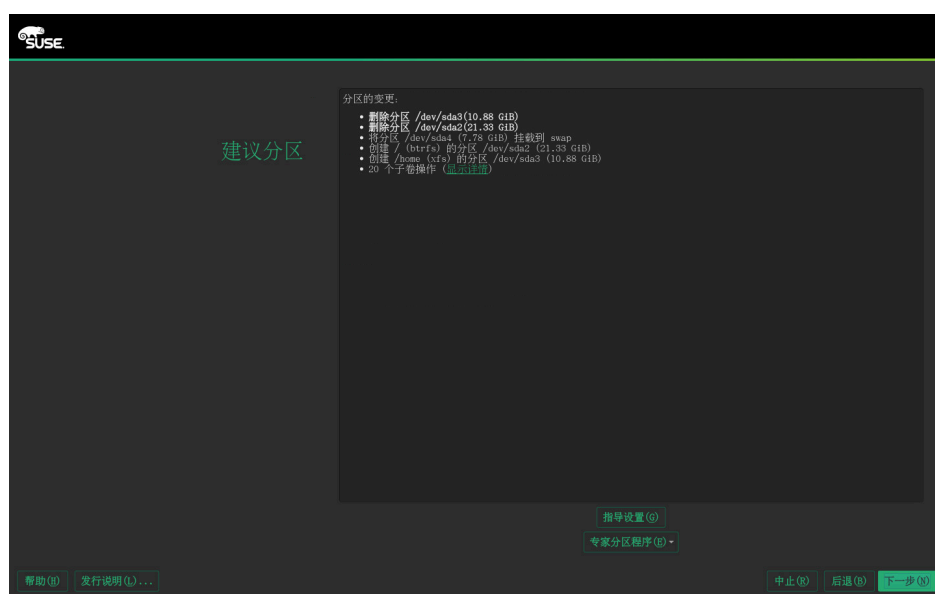 SUSE.
分区的变更:
• 删除分区 /dev/sda3(10.88 GiB)
• 删除分区 /dev/sda2(21.33 GiB)
• 将分区 /dev/sda4 (7.78 GiB) 挂载到 swap
• 创建 / (btrfs) 的分区 /dev/sda2 (21.33 GiB)
• 创建 /home (xfs) 的分区 /dev/sda3 (10.88 GiB)
• 20 个子卷操作 (显示详情)
建议分区
指导设置(G)
专家分区程序(E)
帮助(H) 发行说明(L)... 中止(R) 后退(B) 下一步(N)